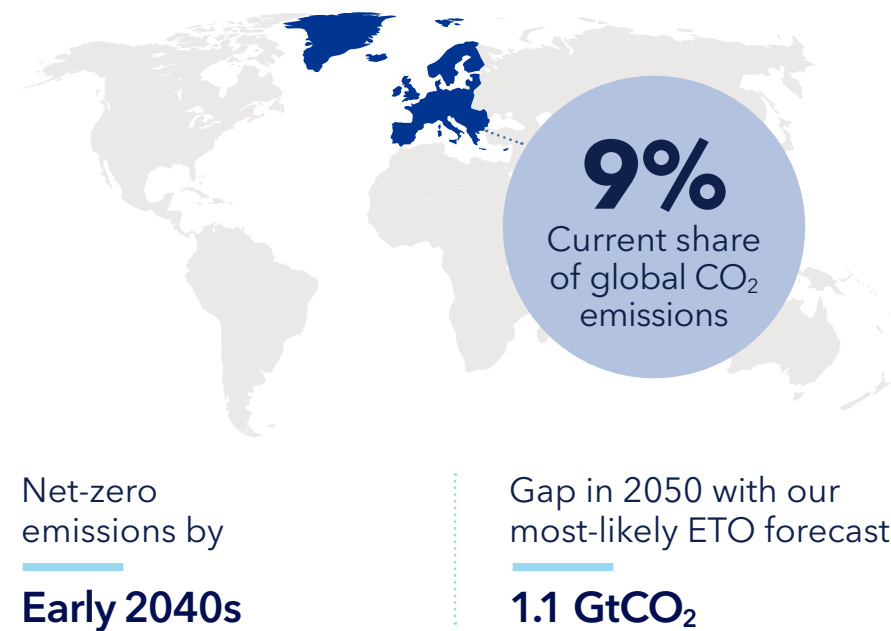 9%
Current share
of global CO₂
emissions
Net-zero
emissions by
Early 2040s
Gap in 2050 with our
most-likely ETO forecast
1.1 GtCO₂